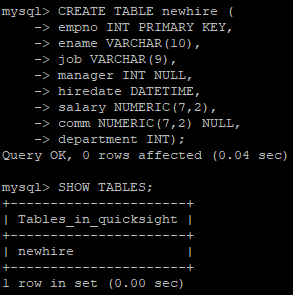 mysql> CREATE TABLE newhire (
    -> empno INT PRIMARY KEY,
    -> ename VARCHAR(10),
    -> job VARCHAR(9),
    -> manager INT NULL,
    -> hiredate DATETIME,
    -> salary NUMERIC(7,2),
    -> comm NUMERIC(7,2) NULL,
    -> department INT);
Query OK, 0 rows affected (0.04 sec)
mysql> SHOW TABLES;
+----------------------+
| Tables_in_quicksight |
+----------------------+
| newhire              |
+----------------------+
1 row in set (0.00 sec)